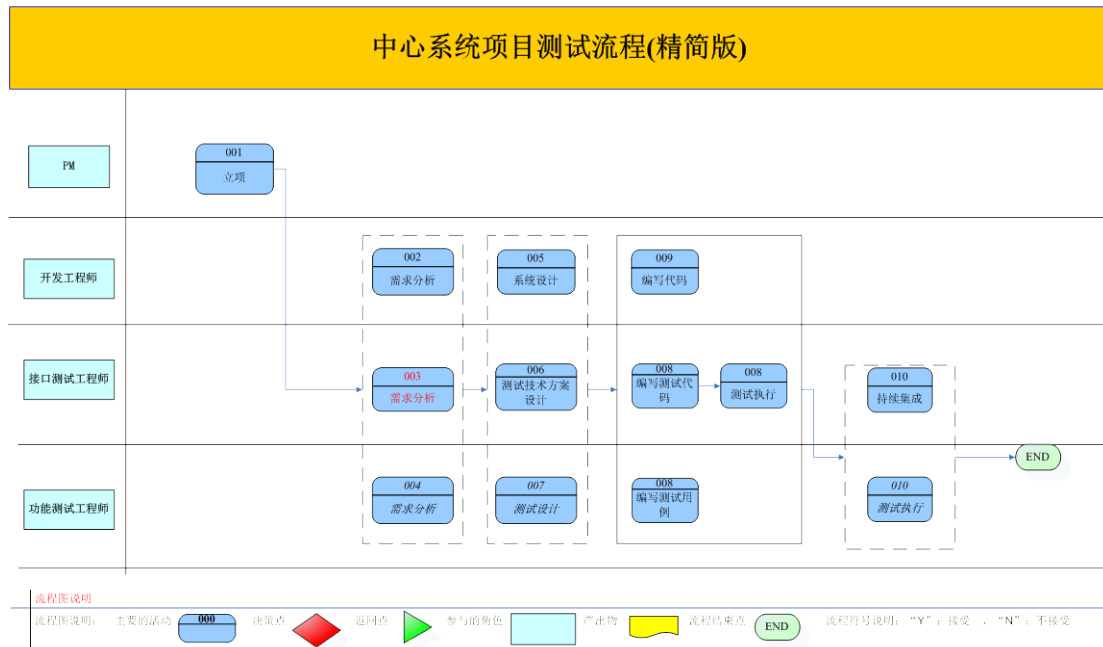 中心系统项目测试流程(精简版)
PM
001
立项
开发工程师
002
需求分析
005
系统设计
009
编写代码
接口测试工程师
003
需求分析
006
测试技术方案
设计
008
编写测试代
码
008
测试执行
010
持续集成
END
功能测试工程师
004
需求分析
007
测试设计
008
编写测试用
例
010
测试执行
流程图说明
流程图说明： 主要的活动 000 决策点 返回点 参与的角色 产出物 流程结束点 END 流程符号说明：“Y”：接受 ，“N”：不接受